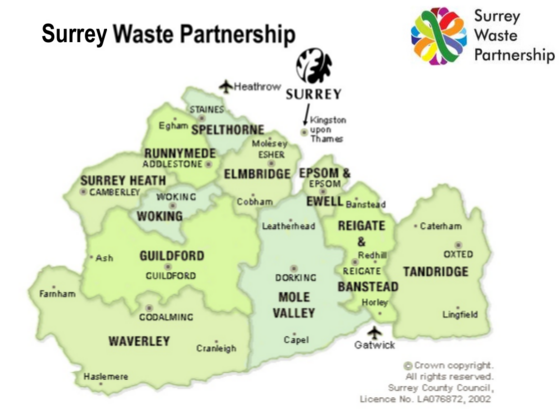 Surrey Waste Partnership
Surrey
Waste
Partnership
Heathrow
SURREY
STAINES
Kingston
upon
Thames
Egham
SPELTHORNE
Molesey
RUNNYMEDE
ESHER
ADDLESTONE
ELMBRIDGE
EPSOM &
SURREY HEATH
EPSOM
CAMBERLEY
WOKING
Cobham
EWELL
Banstead
WOKING
Leatherhead
REIGATE
&
Caterham
Ash
GUILDFORD
Redhill
OXTED
GUILDFORD
DORKING
REIGATE
TANDRIDGE
BANSTEAD
Farnham
MOLE
VALLEY
Horley
GODALMING
Lingfield
WAVERLEY
Cranleigh
Capel
Gatwick
Haslemere
© Crown copyright.
All rights reserved.
Surrey County Council,
Licence No. LA076872, 2002